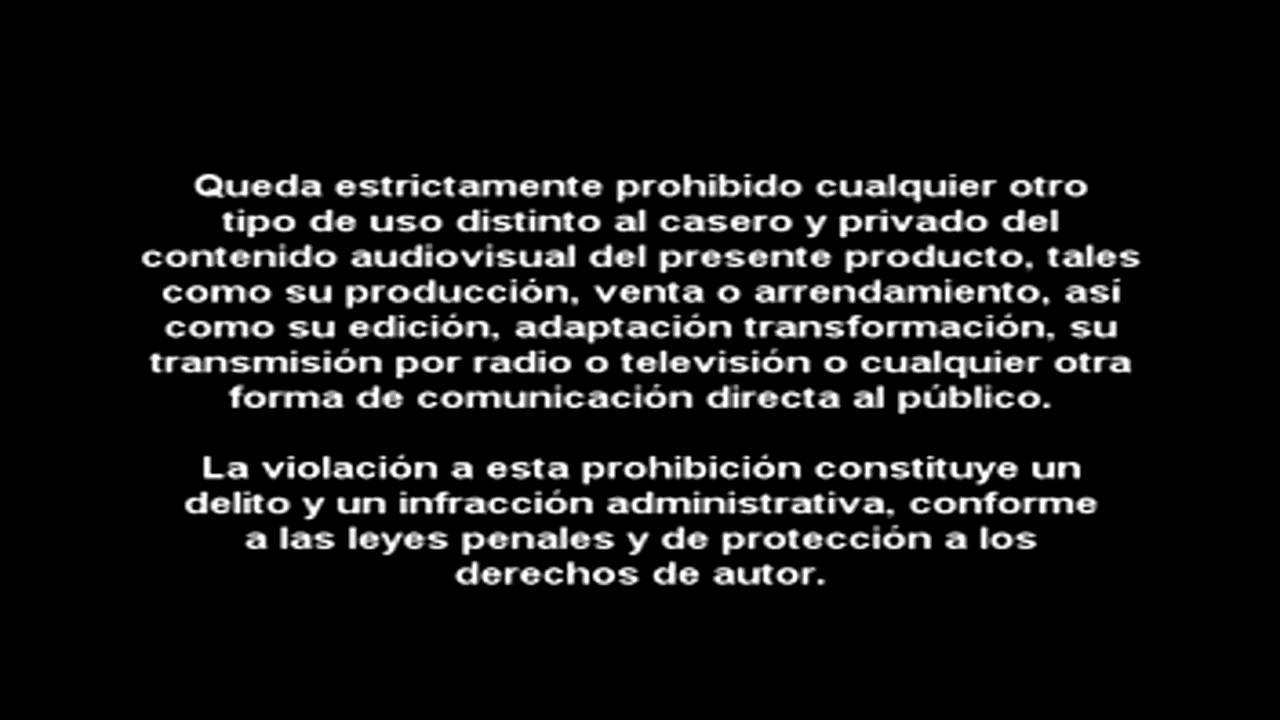 Queda estrictamente prohibido cualquier otro
tipo de uso distinto al casero y privado del
contenido audiovisual del presente producto, tales
como su producción, venta o arrendamiento, así
como su edición, adaptación transformación, su
transmisión por radio o televisión o cualquier otra
forma de comunicación directa al público.
La violación a esta prohibición constituye un
delito y un infracción administrativa, conforme
a las leyes penales y de protección a los
derechos de autor.